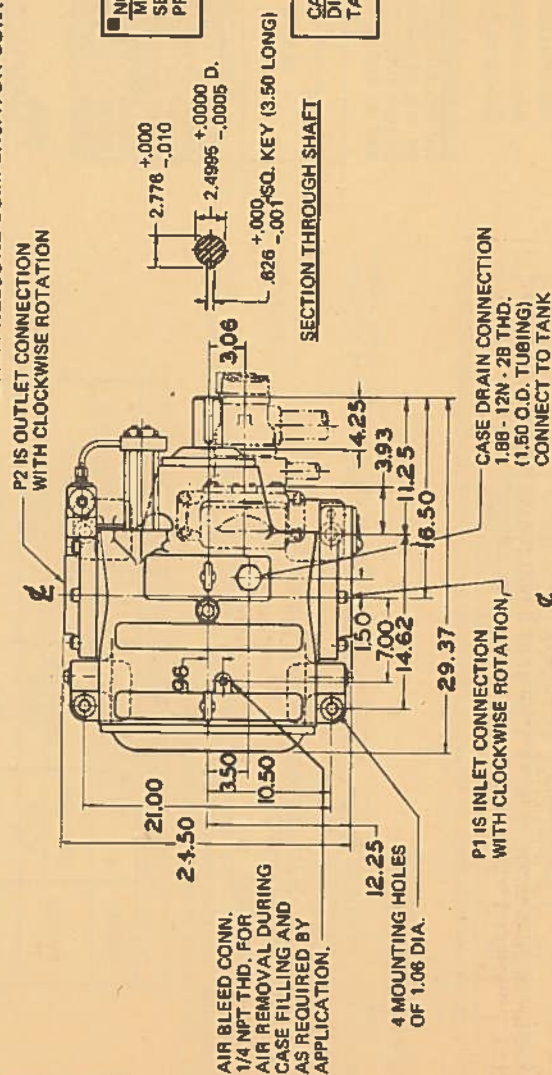 P2 IS OUTLET CONNECTION
WITH CLOCKWISE ROTATION
2.776 +.000
-.010
2.4995 +.0000 D.
-.0005
.626 +.000 SQ. KEY (3.50 LONG)
-.001
SECTION THROUGH SHAFT
3.06
4.25
3.93
11.25
16.50
1.50
7.00
14.62
29.37
.96
3.50
10.50
21.00
24.50
12.25
AIR BLEED CONN.
1/4 NPT THD. FOR
AIR REMOVAL DURING
CASE FILLING AND
AS REQUIRED BY
APPLICATION.
4 MOUNTING HOLES
OF 1.06 DIA.
P1 IS INLET CONNECTION
WITH CLOCKWISE ROTATION
CASE DRAIN CONNECTION
1.88 - 12N - 2B THD.
(1.50 O.D. TUBING)
CONNECT TO TANK